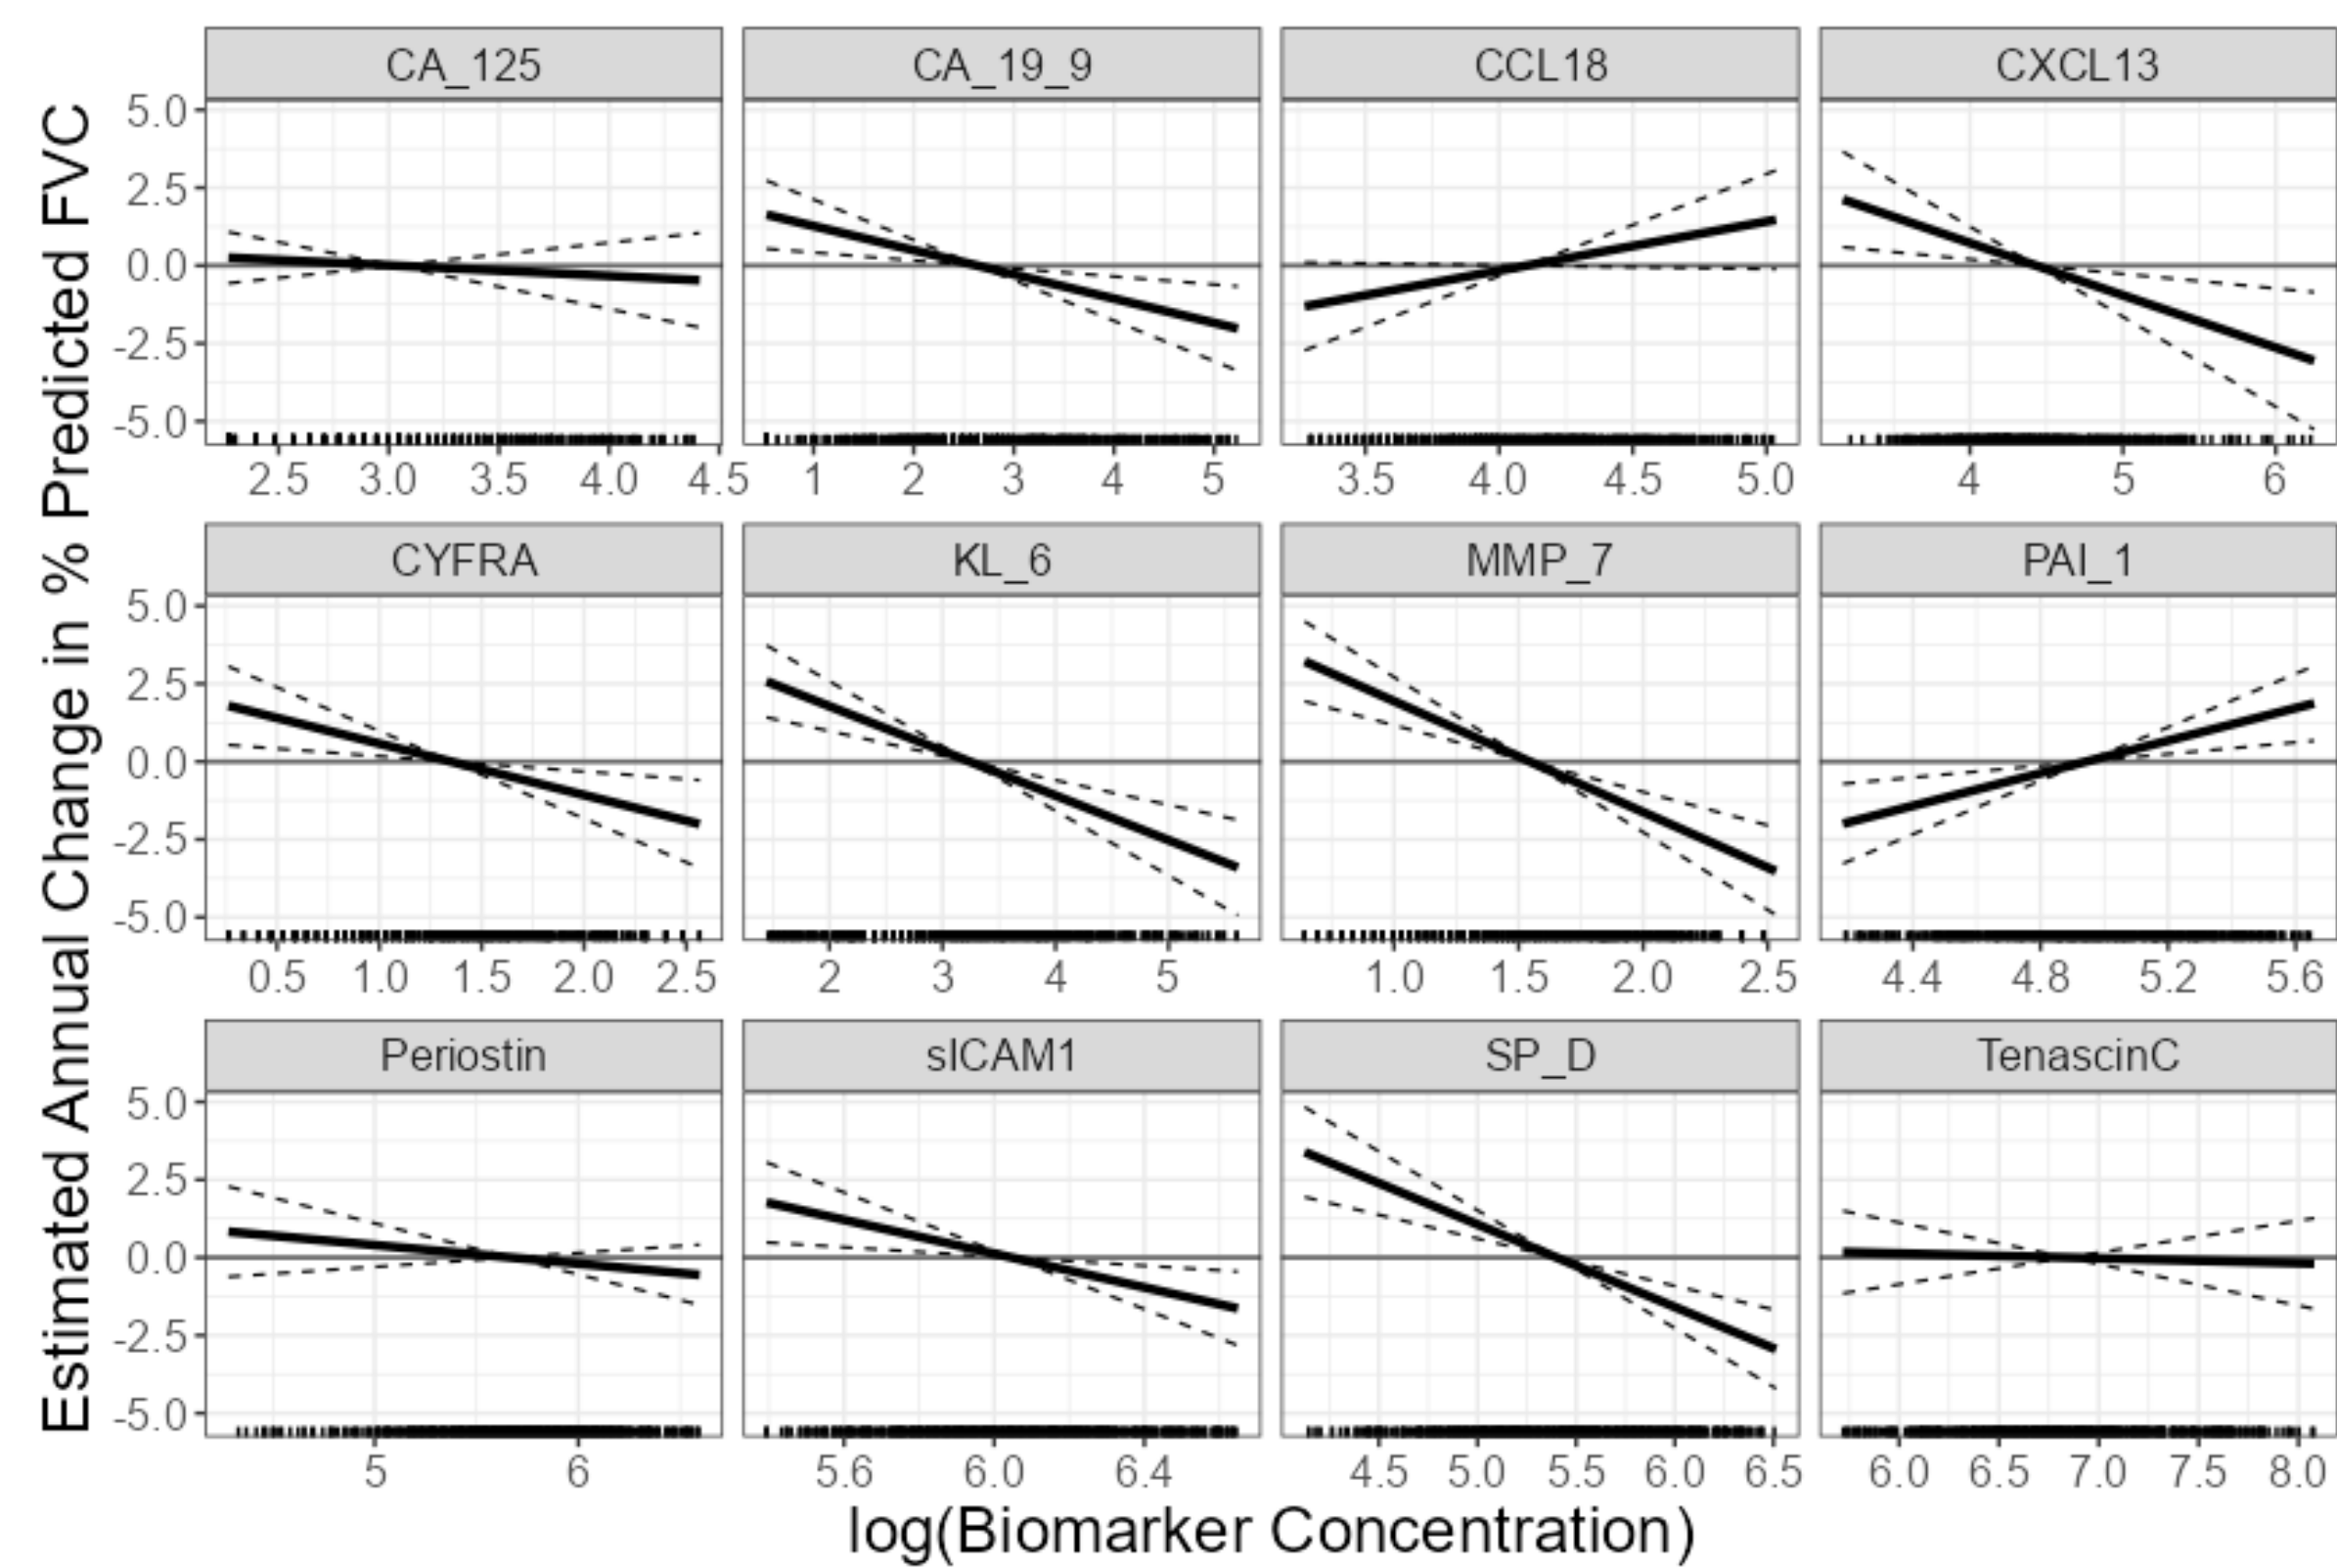 Estimated Annual Change in % Predicted FVC
CA_125 CA_19_9 CCL18 CXCL13
5.0
2.5
0.0
-2.5
-5.0
2.5 3.0 3.5 4.0 4.5 1 2 3 4 5 3.5 4.0 4.5 5.0 4 5 6
CYFRA KL_6 MMP_7 PAI_1
5.0
2.5
0.0
-2.5
-5.0
0.5 1.0 1.5 2.0 2.5 2 3 4 5 1.0 1.5 2.0 2.5 4.4 4.8 5.2 5.6
Periostin sICAM1 SP_D TenascinC
5.0
2.5
0.0
-2.5
-5.0
5 6 5.6 6.0 6.4 4.5 5.0 5.5 6.0 6.5 6.0 6.5 7.0 7.5 8.0
log(Biomarker Concentration)